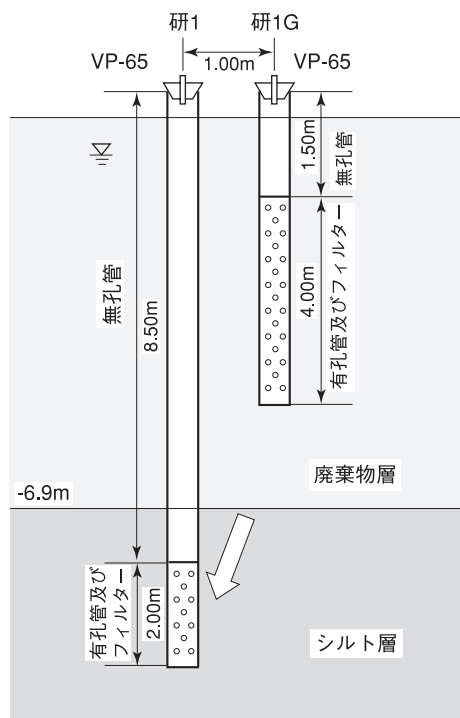 研1 研1G
VP-65 1.00m VP-65
1.50m
無孔管
4.00m
有孔管及びフィルター
無孔管
8.50m
廃棄物層
-6.9m
有孔管及び
フィルター
2.00m
シルト層